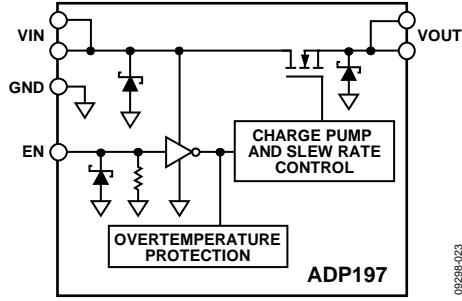 VIN
VOUT
GND
EN
CHARGE PUMP
AND SLEW RATE
CONTROL
OVERTEMPERATURE
PROTECTION
ADP197
09298-023